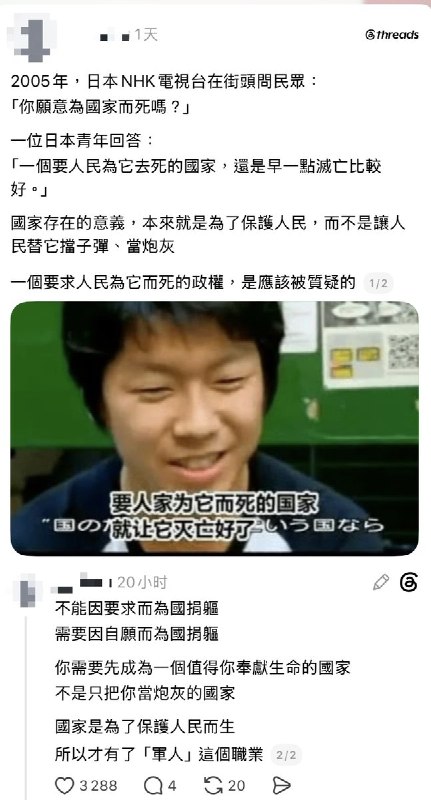 1天
threads
2005年，日本NHK電視台在街頭問民眾：
「你願意為國家而死嗎？」
一位日本青年回答：
「一個要人民為它去死的國家，還是早一點滅亡比較
好。」
國家存在的意義，本來就是為了保護人民，而不是讓人
民替它擋子彈、當炮灰
一個要求人民為它而死的政權，是應該被質疑的 1/2
要人家为它而死的国家
就让它灭亡好了
“国の いう国なら
20小时
不能因要求而為國捐軀
需要因自願而為國捐軀
你需要先成為一個值得你奉獻生命的國家
不是只把你當炮灰的國家
國家是為了保護人民而生
所以才有了「軍人」這個職業 2/2
3288 4 20